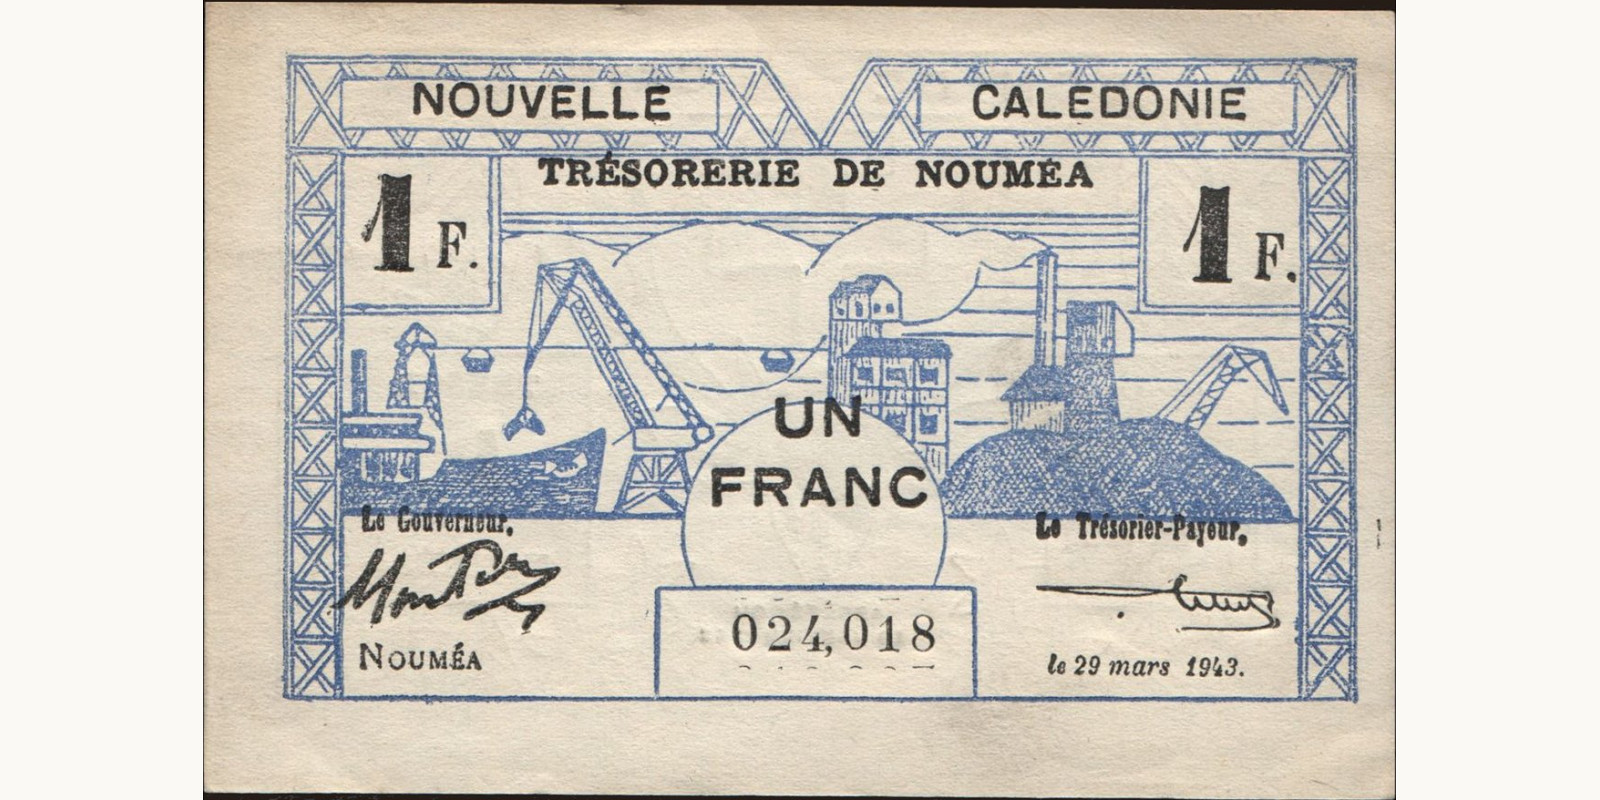 NOUVELLE CALEDONIE
TRÉSORERIE DE NOUMÉA
1 F. 1 F.
UN
FRANC
Le Gouverneur. Le Trésorier-Payeur.
024,018
NOUMÉA le 29 mars 1943.